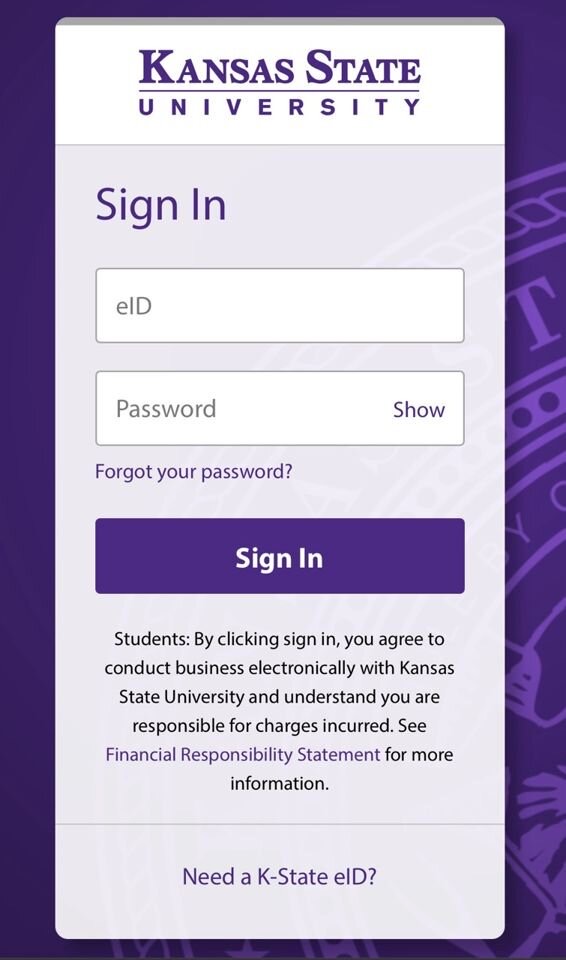 KANSAS STATE
UNIVERSITY
Sign In
eID
Password
Show
Forgot your password?
Sign In
Students: By clicking sign in, you agree to
conduct business electronically with Kansas
State University and understand you are
responsible for charges incurred. See
Financial Responsibility Statement for more
information.
Need a K-State eID?